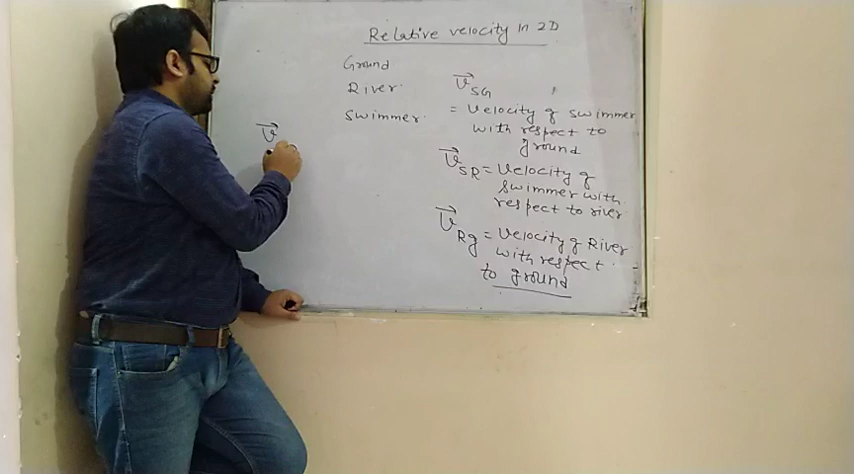 Relative velocity In 2D
Ground
River.
Swimmer.
V⃗SG
= Velocity of swimmer
with respect to
ground
V⃗SR = Velocity of
swimmer with
respect to river
V⃗Rg = Velocity of River
with respect
to ground
V⃗